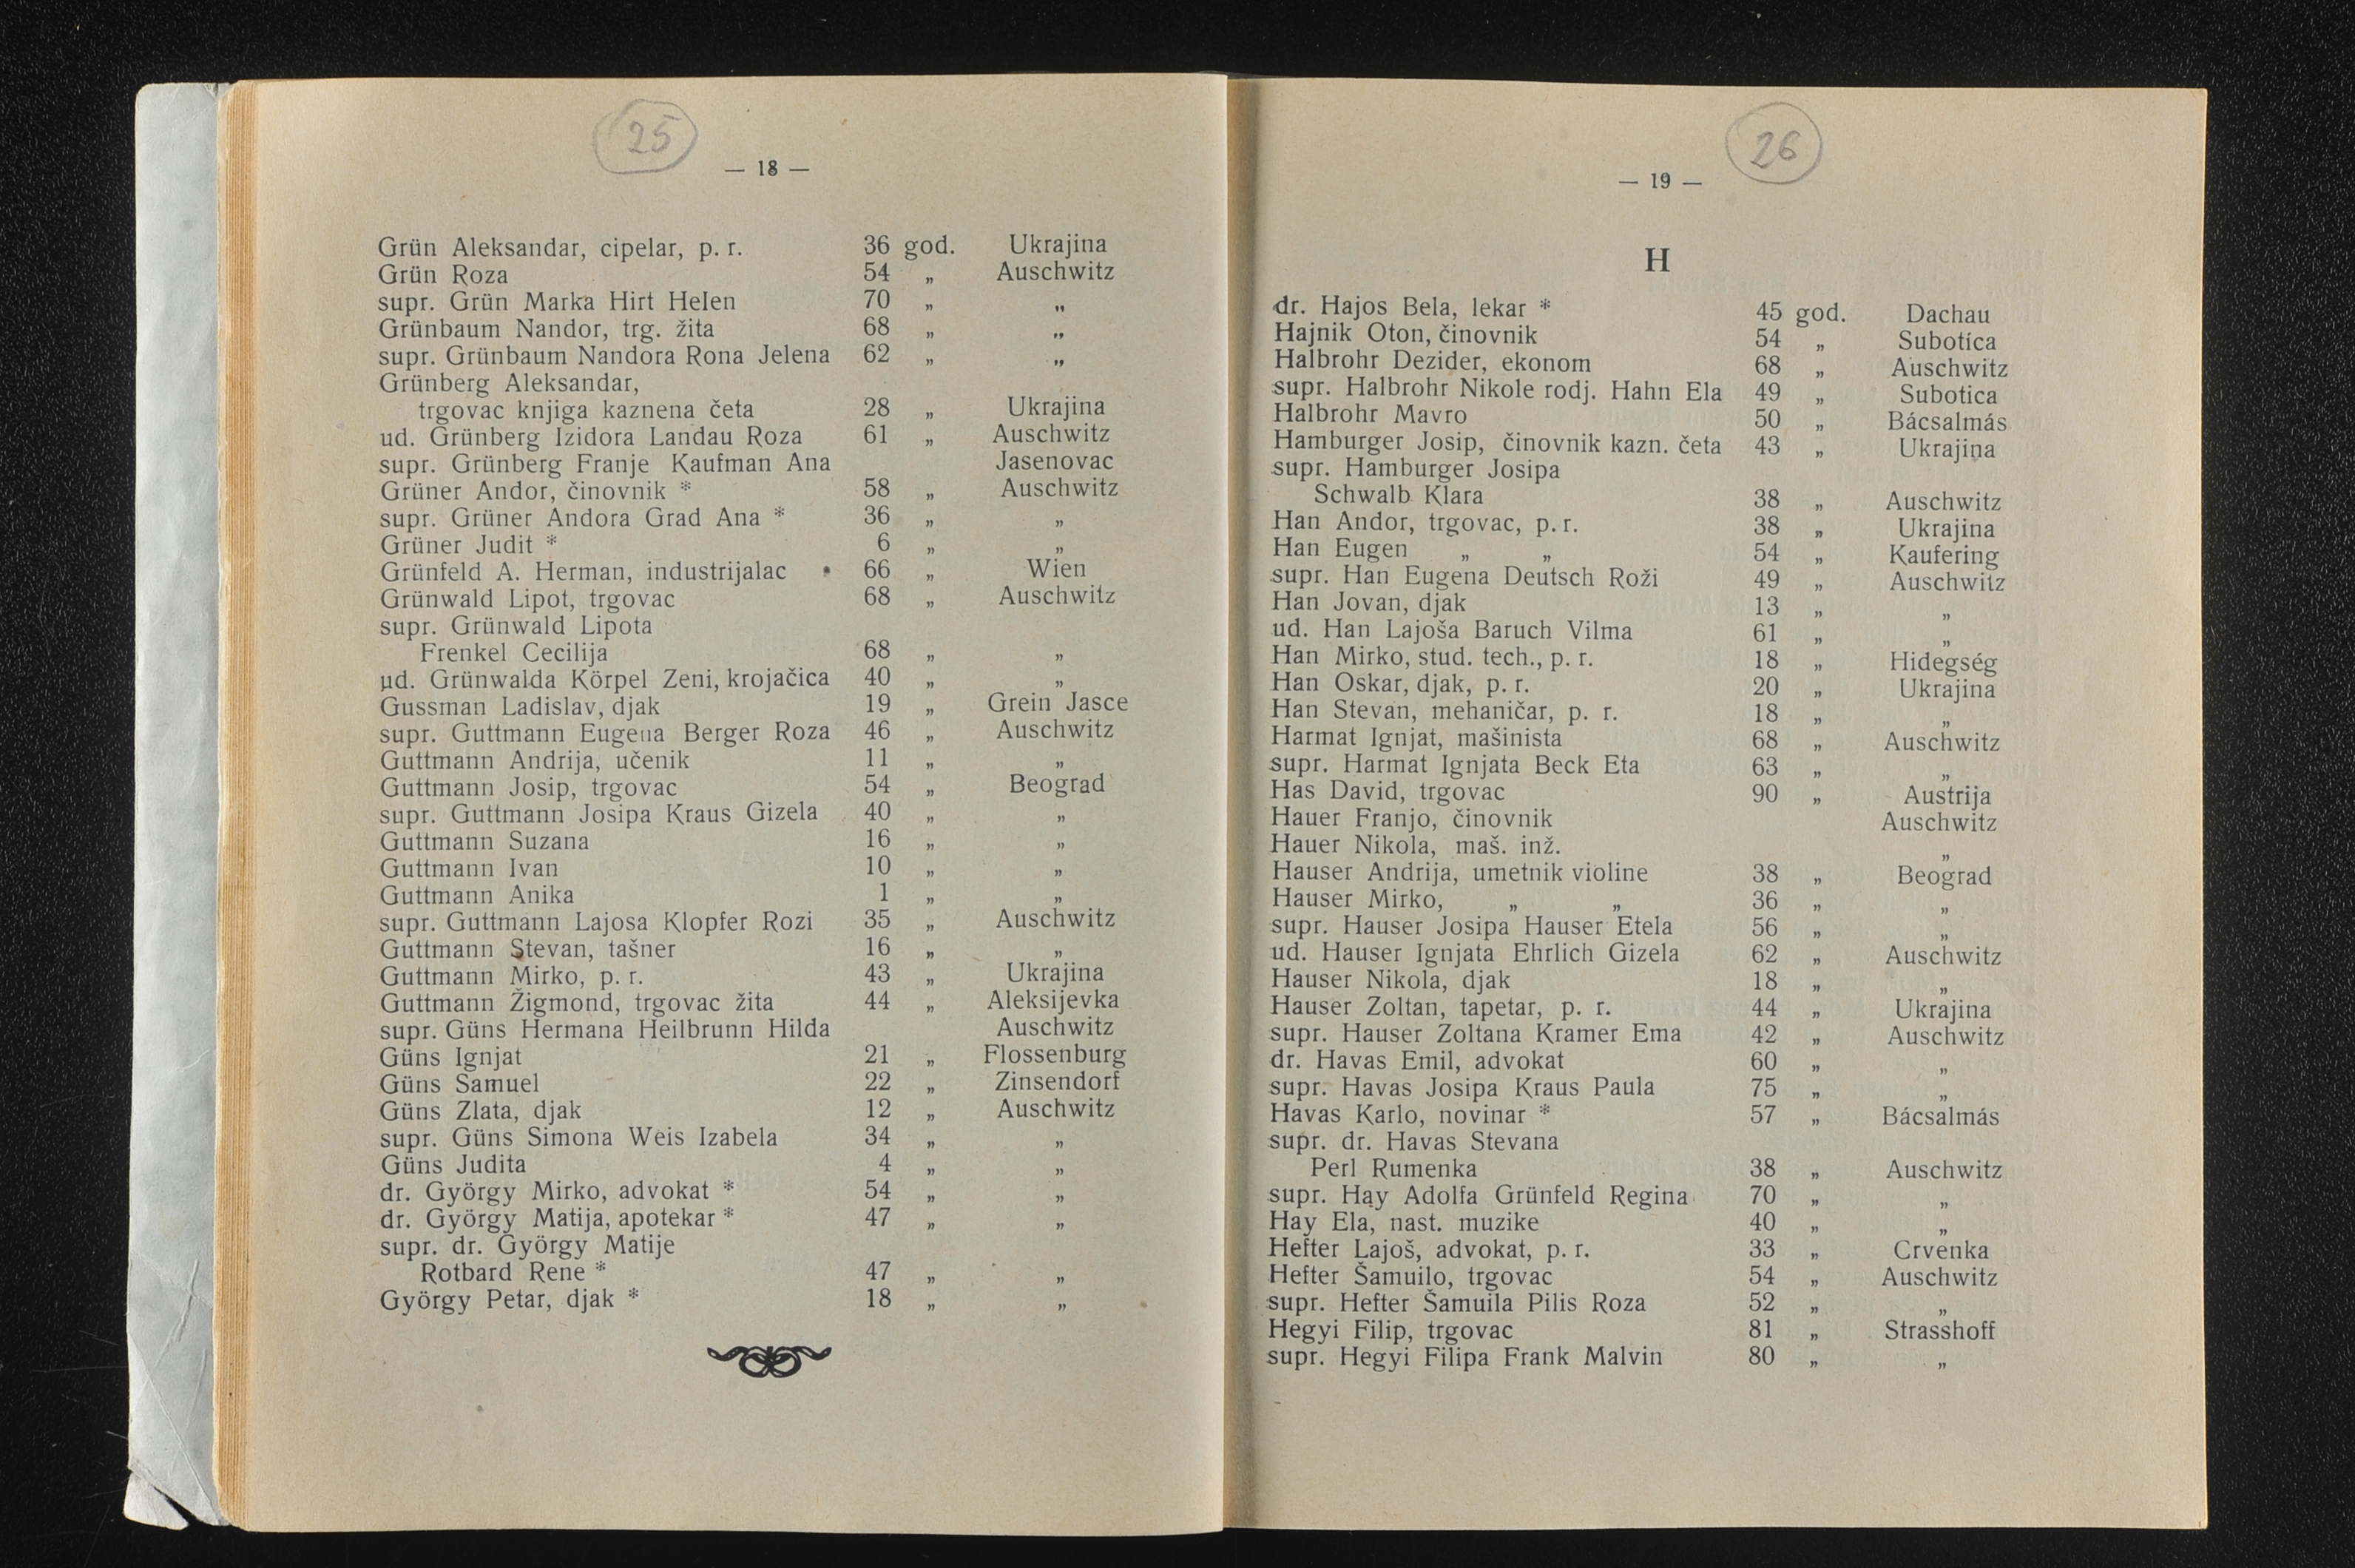 25
— 18 —
Grün Aleksandar, cipelar, p. r. 36 god. Ukrajina
Grün Roza 54 „ Auschwitz
supr. Grün Marka Hirt Helen 70 „ „
Grünbaum Nandor, trg. žita 68 „ „
supr. Grünbaum Nandora Rona Jelena 62 „ „
Grünberg Aleksandar,
trgovac knjiga kaznena četa 28 „ Ukrajina
ud. Grünberg Izidora Landau Roza 61 „ Auschwitz
supr. Grünberg Franje Kaufman Ana Jasenovac
Grüner Andor, činovnik * 58 „ Auschwitz
supr. Grüner Andora Grad Ana * 36 „ „
Grüner Judit * 6 „ „
Grünfeld A. Herman, industrijalac 66 „ Wien
Grünwald Lipot, trgovac 68 „ Auschwitz
supr. Grünwald Lipota
Frenkel Cecilija 68 „ „
ud. Grünwalda Körpel Zeni, krojačica 40 „ „
Gussman Ladislav, djak 19 „ Grein Jasce
supr. Guttmann Eugena Berger Roza 46 „ Auschwitz
Guttmann Andrija, učenik 11 „ „
Guttmann Josip, trgovac 54 „ Beograd
supr. Guttmann Josipa Kraus Gizela 40 „ „
Guttmann Suzana 16 „ „
Guttmann Ivan 10 „ „
Guttmann Anika 1 „ „
supr. Guttmann Lajosa Klopfer Rozi 35 „ Auschwitz
Guttmann Stevan, tašner 16 „ „
Guttmann Mirko, p. r. 43 „ Ukrajina
Guttmann Žigmond, trgovac žita 44 „ Aleksijevka
supr. Güns Hermana Heilbrunn Hilda Auschwitz
Güns Ignjat 21 „ Flossenburg
Güns Samuel 22 „ Zinsendorf
Güns Zlata, djak 12 „ Auschwitz
supr. Güns Simona Weis Izabela 34 „ „
Güns Judita 4 „ „
dr. György Mirko, advokat * 54 „ „
dr. György Matija, apotekar * 47 „ „
supr. dr. György Matije
Rotbard Rene * 47 „ „
György Petar, djak * 18 „ „
26
— 19 —
H
dr. Hajos Bela, lekar * 45 god. Dachau
Hajnik Oton, činovnik 54 „ Subotica
Halbrohr Dezider, ekonom 68 „ Auschwitz
supr. Halbrohr Nikole rodj. Hahn Ela 49 „ Subotica
Halbrohr Mavro 50 „ Bácsalmás
Hamburger Josip, činovnik kazn. četa 43 „ Ukrajina
supr. Hamburger Josipa
Schwalb Klara 38 „ Auschwitz
Han Andor, trgovac, p. r. 38 „ Ukrajina
Han Eugen „ „ 54 „ Kaufering
supr. Han Eugena Deutsch Roži 49 „ Auschwitz
Han Jovan, djak 13 „ „
ud. Han Lajoša Baruch Vilma 61 „ „
Han Mirko, stud. tech., p. r. 18 „ Hidegség
Han Oskar, djak, p. r. 20 „ Ukrajina
Han Stevan, mehaničar, p. r. 18 „ „
Harmat Ignjat, mašinista 68 „ Auschwitz
supr. Harmat Ignjata Beck Eta 63 „ „
Has David, trgovac 90 „ Austrija
Hauer Franjo, činovnik Auschwitz
Hauer Nikola, maš. inž. „
Hauser Andrija, umetnik violine 38 „ Beograd
Hauser Mirko, „ „ 36 „ „
supr. Hauser Josipa Hauser Etela 56 „ „
ud. Hauser Ignjata Ehrlich Gizela 62 „ Auschwitz
Hauser Nikola, djak 18 „ „
Hauser Zoltan, tapetar, p. r. 44 „ Ukrajina
supr. Hauser Zoltana Kramer Ema 42 „ Auschwitz
dr. Havas Emil, advokat 60 „ „
supr. Havas Josipa Kraus Paula 75 „ „
Havas Karlo, novinar * 57 „ Bácsalmás
supr. dr. Havas Stevana
Perl Rumenka 38 „ Auschwitz
supr. Hay Adolfa Grünfeld Regina 70 „ „
Hay Ela, nast. muzike 40 „ „
Hefter Lajoš, advokat, p. r. 33 „ Crvenka
Hefter Šamuilo, trgovac 54 „ Auschwitz
supr. Hefter Šamuila Pilis Roza 52 „ „
Hegyi Filip, trgovac 81 „ Strasshoff
supr. Hegyi Filipa Frank Malvin 80 „ „